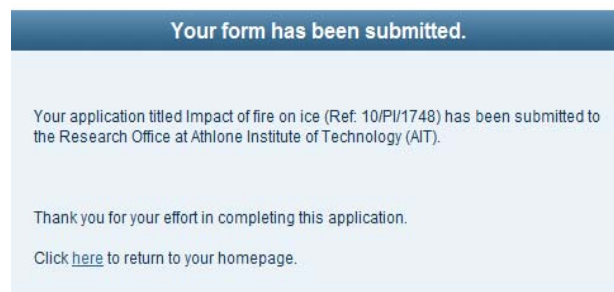 Your form has been submitted.
Your application titled Impact of fire on ice (Ref: 10/PI/1748) has been submitted to
the Research Office at Athlone Institute of Technology (AIT).
Thank you for your effort in completing this application.
Click here to return to your homepage.